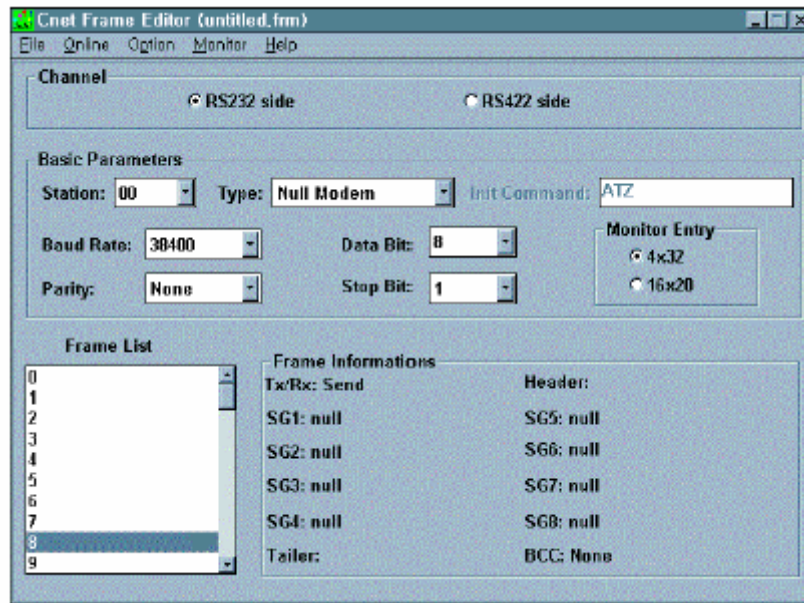 Cnet Frame Editor (untitled.frm)
File Online Option Monitor Help
Channel
RS232 side RS422 side
Basic Parameters
Station: 00 Type: Null Modem Init Command: ATZ
Baud Rate: 38400 Data Bit: 8
Monitor Entry
4x32
Parity: None Stop Bit: 1
16x20
Frame List
Frame Informations
0
1
2
3
4
5
6
7
8
9
Tx/Rx: Send Header:
SG1: null SG5: null
SG2: null SG6: null
SG3: null SG7: null
SG4: null SG8: null
Tailer: BCC: None